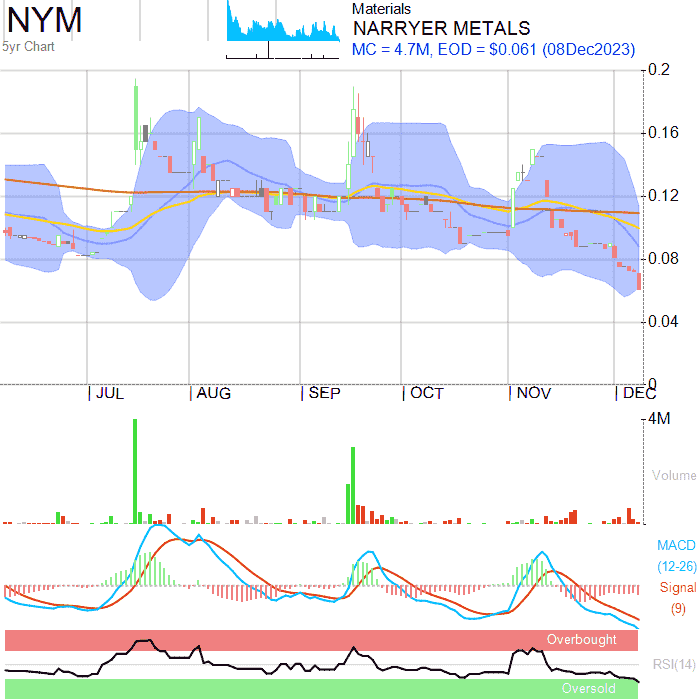 NYM
5yr Chart
Materials
NARRYER METALS
MC = 4.7M, EOD = $0.061 (08Dec2023)
0.2
0.16
0.12
0.08
0.04
0
JUL AUG SEP OCT NOV DEC
4M
Volume
MACD
(12-26)
Signal
(9)
Overbought
RSI(14)
Oversold